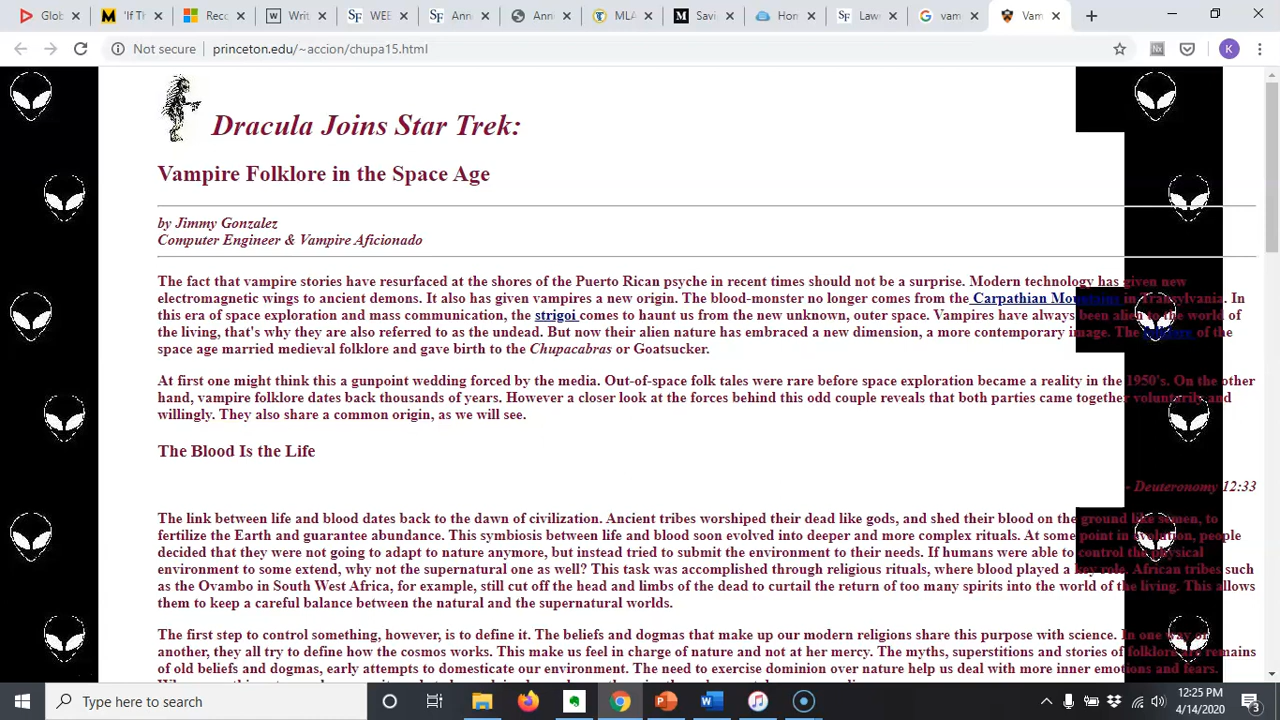 Glob
'If Th
Reco
Writ
WEB
Ann
Ann
MLA
Savi
Hon
Law
vam
Vam
Not secure princeton.edu/~accion/chupa15.html K
Dracula Joins Star Trek:
Vampire Folklore in the Space Age
by Jimmy Gonzalez
Computer Engineer & Vampire Aficionado
The fact that vampire stories have resurfaced at the shores of the Puerto Rican psyche in recent times should not be a surprise. Modern technology has given new
electromagnetic wings to ancient demons. It also has given vampires a new origin. The blood-monster no longer comes from the Carpathian Mountains in Transylvania. In
this era of space exploration and mass communication, the strigoi comes to haunt us from the new unknown, outer space. Vampires have always been alien to the world of
the living, that's why they are also referred to as the undead. But now their alien nature has embraced a new dimension, a more contemporary image. The folklore of the
space age married medieval folklore and gave birth to the Chupacabras or Goatsucker.
At first one might think this a gunpoint wedding forced by the media. Out-of-space folk tales were rare before space exploration became a reality in the 1950's. On the other
hand, vampire folklore dates back thousands of years. However a closer look at the forces behind this odd couple reveals that both parties came together voluntarily and
willingly. They also share a common origin, as we will see.
The Blood Is the Life
- Deuteronomy 12:33
The link between life and blood dates back to the dawn of civilization. Ancient tribes worshiped their dead like gods, and shed their blood on the ground like semen, to
fertilize the Earth and guarantee abundance. This symbiosis between life and blood soon evolved into deeper and more complex rituals. At some point in evolution, people
decided that they were not going to adapt to nature anymore, but instead tried to submit the environment to their needs. If humans were able to control the physical
environment to some extend, why not the supernatural one as well? This task was accomplished through religious rituals, where blood played a key role. African tribes such
as the Ovambo in South West Africa, for example, still cut off the head and limbs of the dead to curtail the return of too many spirits into the world of the living. This allows
them to keep a careful balance between the natural and the supernatural worlds.
The first step to control something, however, is to define it. The beliefs and dogmas that make up our modern religions share this purpose with science. In one way or
another, they all try to define how the cosmos works. This make us feel in charge of nature and not at her mercy. The myths, superstitions and stories of folklore are remains
of old beliefs and dogmas, early attempts to domesticate our environment. The need to exercise dominion over nature help us deal with more inner emotions and fears.
Type here to search
12:25 PM
4/14/2020
3